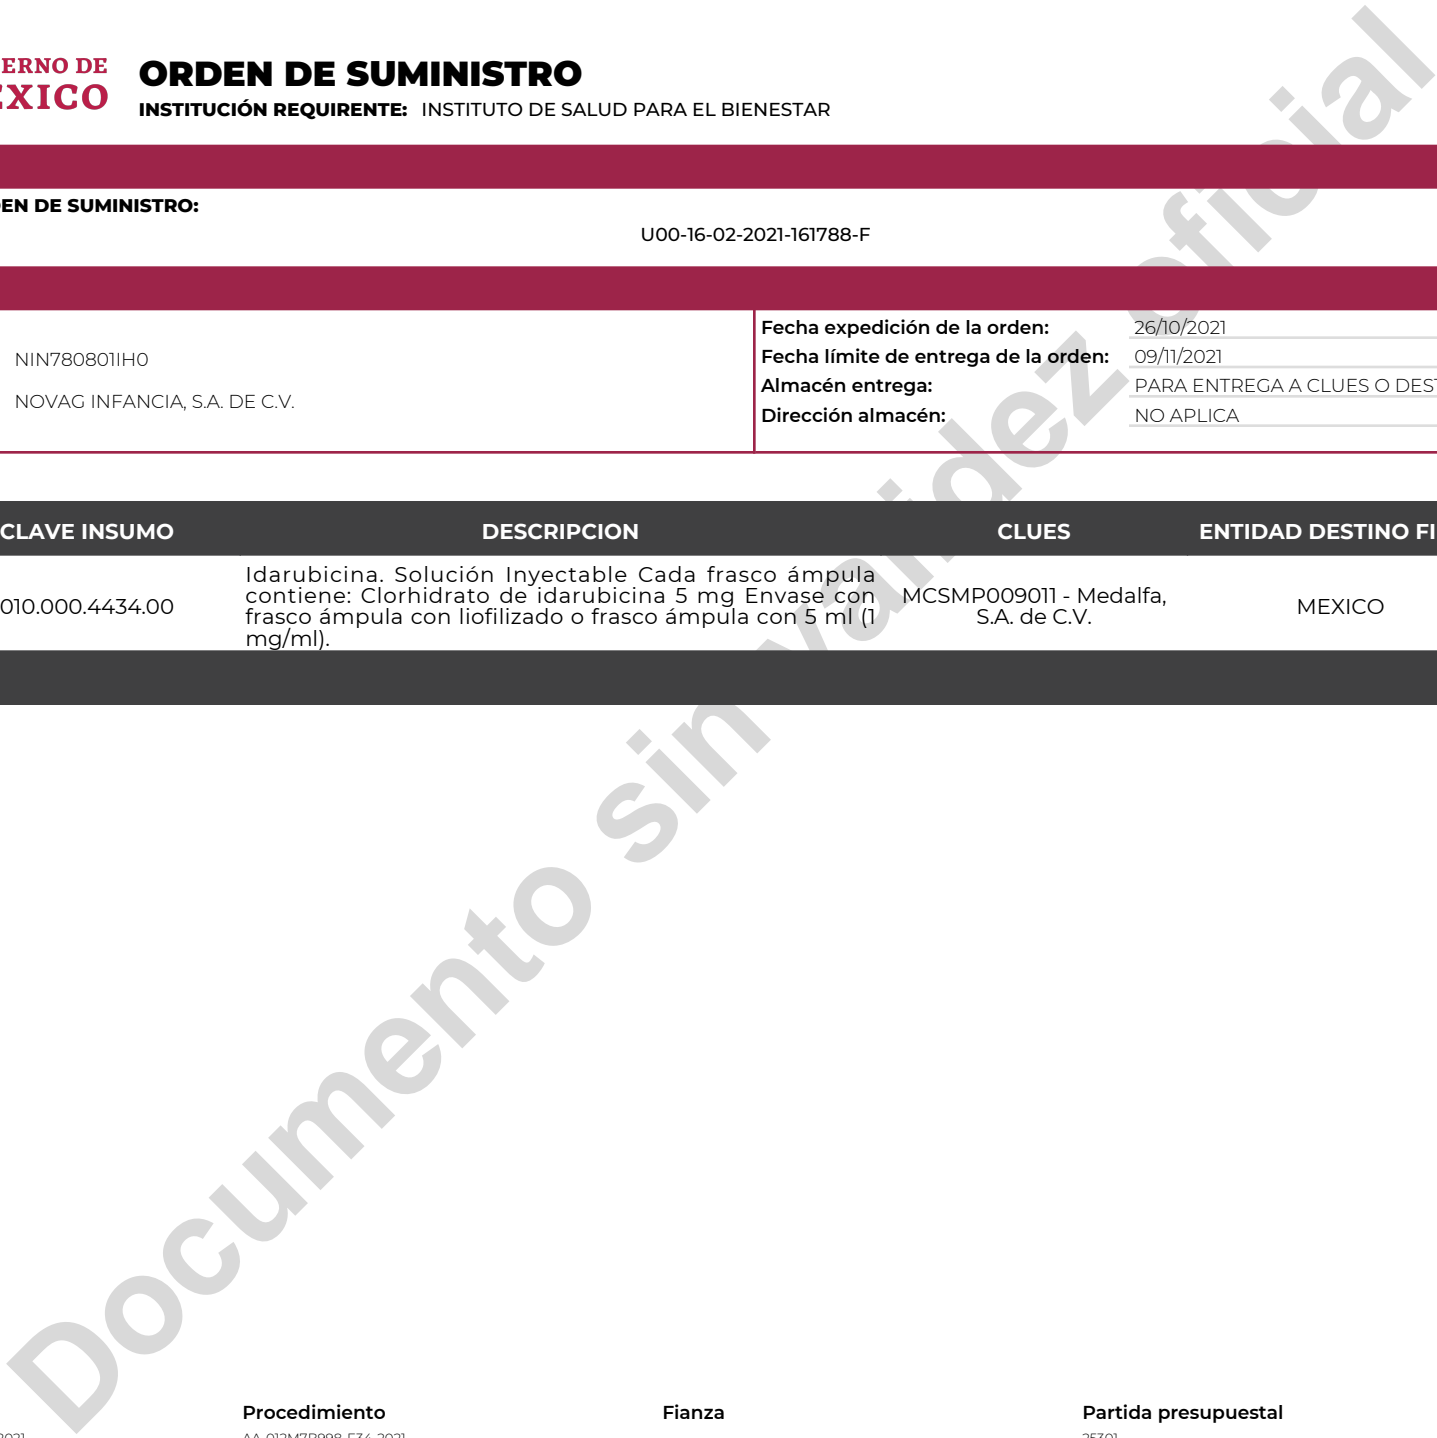 ERNO DE
EXICO
ORDEN DE SUMINISTRO
INSTITUCIÓN REQUIRENTE: INSTITUTO DE SALUD PARA EL BIENESTAR
EN DE SUMINISTRO:
U00-16-02-2021-161788-F
NIN780801IH0
NOVAG INFANCIA, S.A. DE C.V.
Fecha expedición de la orden: 26/10/2021
Fecha límite de entrega de la orden: 09/11/2021
Almacén entrega: PARA ENTREGA A CLUES O DEST
Dirección almacén: NO APLICA
CLAVE INSUMO DESCRIPCION CLUES ENTIDAD DESTINO FI
010.000.4434.00
Idarubicina. Solución Inyectable Cada frasco ámpula
contiene: Clorhidrato de idarubicina 5 mg Envase con
frasco ámpula con liofilizado o frasco ámpula con 5 ml (1
mg/ml).
MCSMP009011 - Medalfa,
S.A. de C.V.
MEXICO
Documento sin validez oficial
Procedimiento Fianza Partida presupuestal